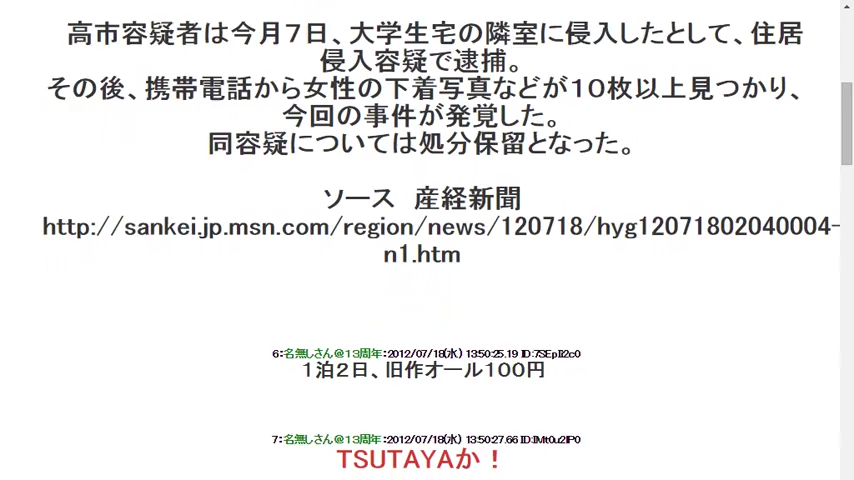 高市容疑者は今月７日、大学生宅の隣室に侵入したとして、住居
侵入容疑で逮捕。
その後、携帯電話から女性の下着写真などが１０枚以上見つかり、
今回の事件が発覚した。
同容疑については処分保留となった。
ソース　産経新聞
http://sankei.jp.msn.com/region/news/120718/hyg12071802040004-
n1.htm
6：名無しさん＠１３周年：2012/07/18(水) 13:50:25.19 ID:7SEpIi2c0
１泊２日、旧作オール１００円
7：名無しさん＠１３周年：2012/07/18(水) 13:50:27.66 ID:IMt0u2lP0
TSUTAYAか！